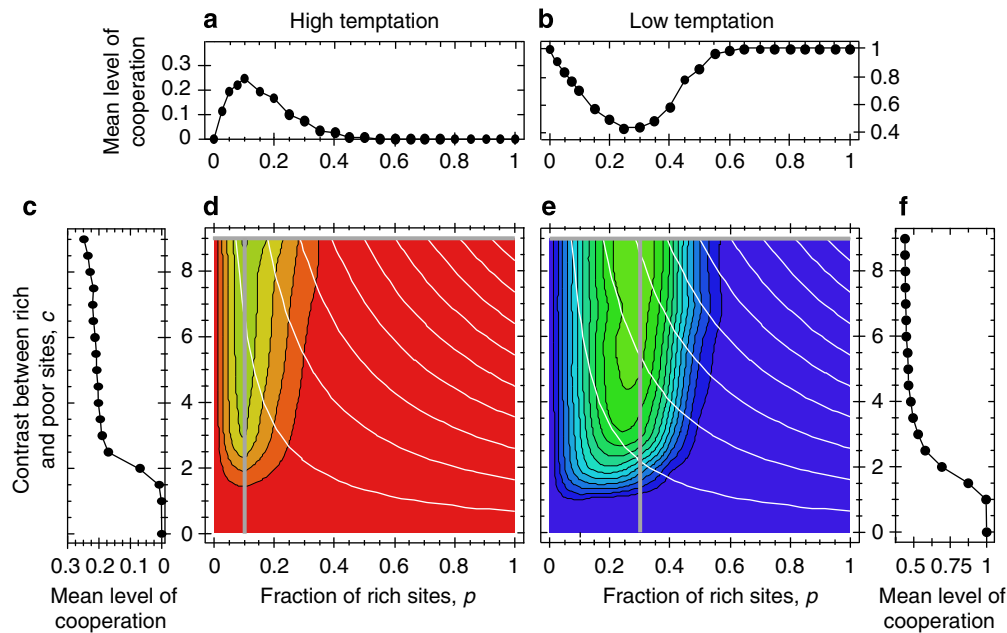 a High temptation
b Low temptation
Mean level of
cooperation
0.3
0.2
0.1
0
0 0.2 0.4 0.6 0.8 1
1
0.8
0.6
0.4
0 0.2 0.4 0.6 0.8 1
c
d
e
f
Contrast between rich
and poor sites, c
8
6
4
2
0
0.3 0.2 0.1 0
Mean level of
cooperation
0 0.2 0.4 0.6 0.8 1
Fraction of rich sites, p
8
6
4
2
0
0 0.2 0.4 0.6 0.8 1
Fraction of rich sites, p
8
6
4
2
0
0.5 0.75 1
Mean level of
cooperation